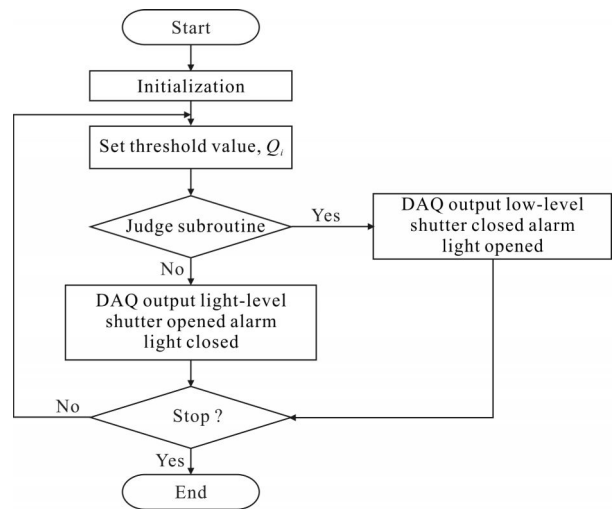 Start
Initialization
Set threshold value, Qi
Judge subroutine
Yes
DAQ output low-level
shutter closed alarm
light opened
No
DAQ output light-level
shutter opened alarm
light closed
No
Stop ?
Yes
End